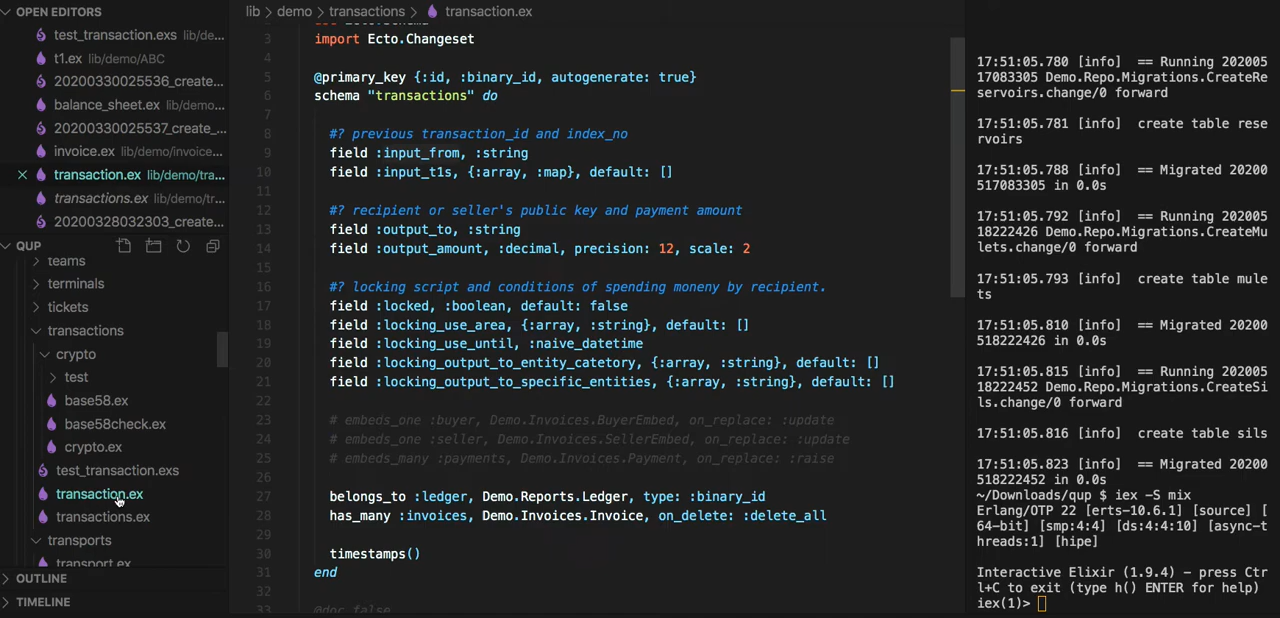 OPEN EDITORS
test_transaction.exs lib/de...
t1.ex lib/demo/ABC
20200330025536_create...
balance_sheet.ex lib/demo...
20200330025537_create_...
invoice.ex lib/demo/invoice...
transaction.ex lib/demo/tra...
transactions.ex lib/demo/tr...
20200328032303_create...
QUP
teams
terminals
tickets
transactions
crypto
test
base58.ex
base58check.ex
crypto.ex
test_transaction.exs
transaction.ex
transactions.ex
transports
transport.ex
OUTLINE
TIMELINE
lib > demo > transactions > transaction.ex
3 import Ecto.Changeset
4
5 @primary_key {:id, :binary_id, autogenerate: true}
6 schema "transactions" do
7
8 #? previous transaction_id and index_no
9 field :input_from, :string
10 field :input_t1s, {:array, :map}, default: []
11
12 #? recipient or seller's public key and payment amount
13 field :output_to, :string
14 field :output_amount, :decimal, precision: 12, scale: 2
15
16 #? locking script and conditions of spending moneny by recipient.
17 field :locked, :boolean, default: false
18 field :locking_use_area, {:array, :string}, default: []
19 field :locking_use_until, :naive_datetime
20 field :locking_output_to_entity_catetory, {:array, :string}, default: []
21 field :locking_output_to_specific_entities, {:array, :string}, default: []
22
23 # embeds_one :buyer, Demo.Invoices.BuyerEmbed, on_replace: :update
24 # embeds_one :seller, Demo.Invoices.SellerEmbed, on_replace: :update
25 # embeds_many :payments, Demo.Invoices.Payment, on_replace: :raise
26
27 belongs_to :ledger, Demo.Reports.Ledger, type: :binary_id
28 has_many :invoices, Demo.Invoices.Invoice, on_delete: :delete_all
29
30 timestamps()
31 end
32
33 @doc false
17:51:05.780 [info] == Running 202005
17083305 Demo.Repo.Migrations.CreateRe
servoirs.change/0 forward
17:51:05.781 [info] create table rese
rvoirs
17:51:05.788 [info] == Migrated 20200
517083305 in 0.0s
17:51:05.792 [info] == Running 202005
18222426 Demo.Repo.Migrations.CreateMu
lets.change/0 forward
17:51:05.793 [info] create table mule
ts
17:51:05.810 [info] == Migrated 20200
518222426 in 0.0s
17:51:05.815 [info] == Running 202005
18222452 Demo.Repo.Migrations.CreateSi
ls.change/0 forward
17:51:05.816 [info] create table sils
17:51:05.823 [info] == Migrated 20200
518222452 in 0.0s
~/Downloads/qup $ iex -S mix
Erlang/OTP 22 [erts-10.6.1] [source] [
64-bit] [smp:4:4] [ds:4:4:10] [async-t
hreads:1] [hipe]
Interactive Elixir (1.9.4) - press Ctr
l+C to exit (type h() ENTER for help)
iex(1)>